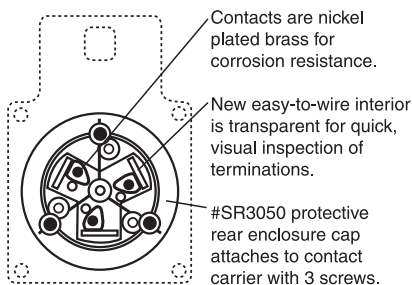 Contacts are nickel
plated brass for
corrosion resistance.
New easy-to-wire interior
is transparent for quick,
visual inspection of
terminations.
#SR3050 protective
rear enclosure cap
attaches to contact
carrier with 3 screws.